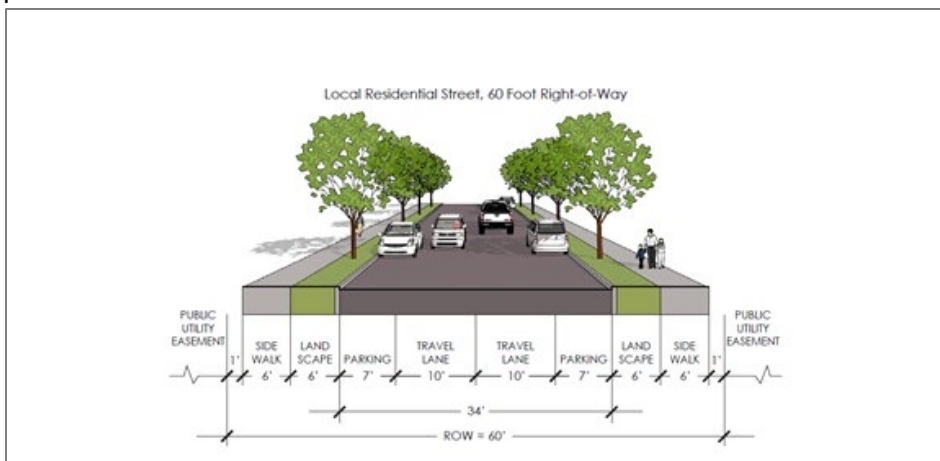 Local Residential Street, 60 Foot Right-of-Way
PUBLIC
UTILITY
EASEMENT
1'
SIDE
WALK
6'
LAND
SCAPE
6'
PARKING
7'
TRAVEL
LANE
10'
TRAVEL
LANE
10'
PARKING
7'
LAND
SCAPE
6'
SIDE
WALK
6'
1'
PUBLIC
UTILITY
EASEMENT
34'
ROW = 60'